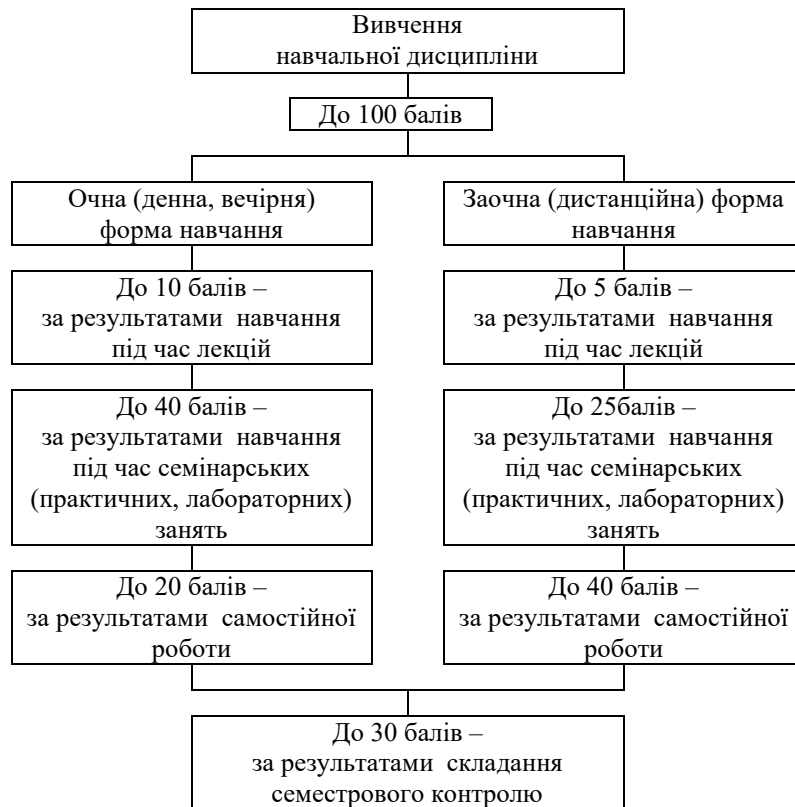 Вивчення
навчальної дисципліни
До 100 балів
Очна (денна, вечірня)
форма навчання
Заочна (дистанційна) форма
навчання
До 10 балів –
за результатами навчання
під час лекцій
До 5 балів –
за результатами навчання
під час лекцій
До 40 балів –
за результатами навчання
під час семінарських
(практичних, лабораторних)
занять
До 25балів –
за результатами навчання
під час семінарських
(практичних, лабораторних)
занять
До 20 балів –
за результатами самостійної
роботи
До 40 балів –
за результатами самостійної
роботи
До 30 балів –
за результатами складання
семестрового контролю